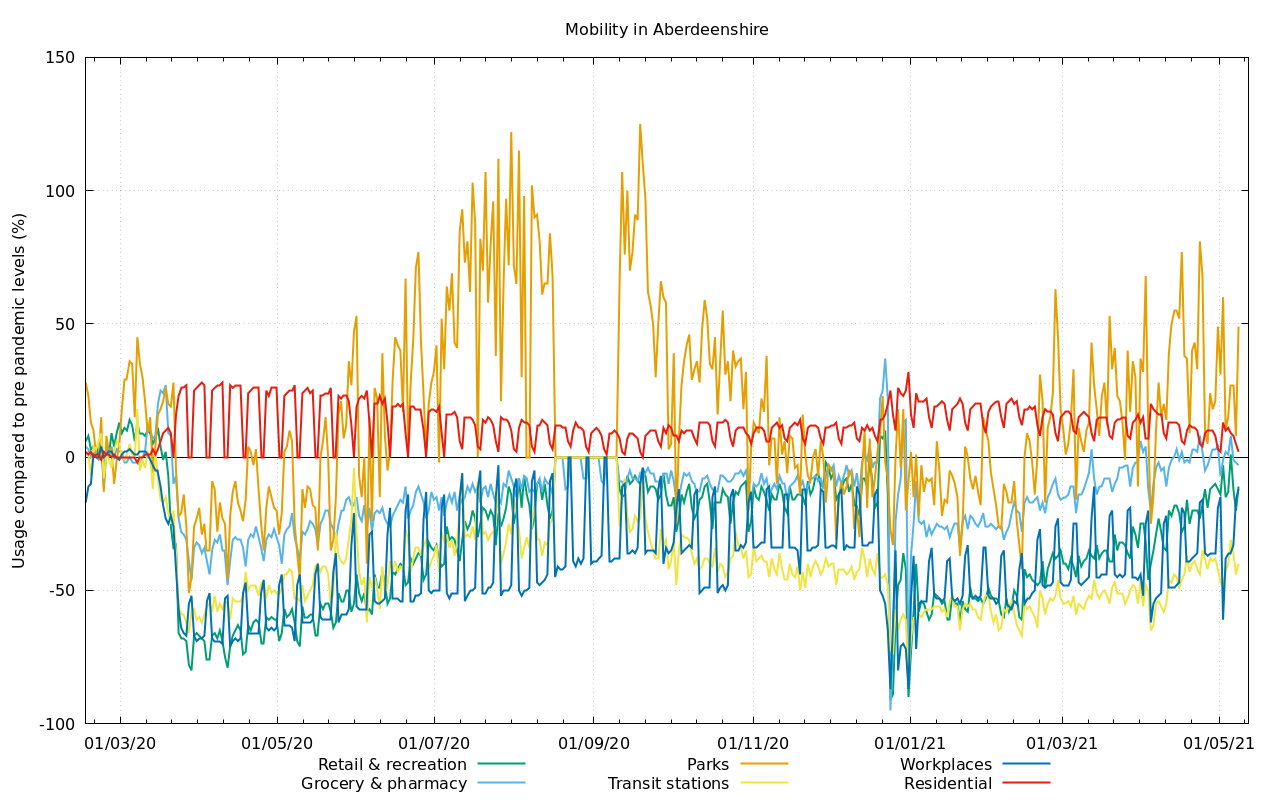 Mobility in Aberdeenshire
Usage compared to pre pandemic levels (%)
150
100
50
0
-50
-100
01/03/20 01/05/20 01/07/20 01/09/20 01/11/20 01/01/21 01/03/21 01/05/21
Retail & recreation Parks Workplaces
Grocery & pharmacy Transit stations Residential